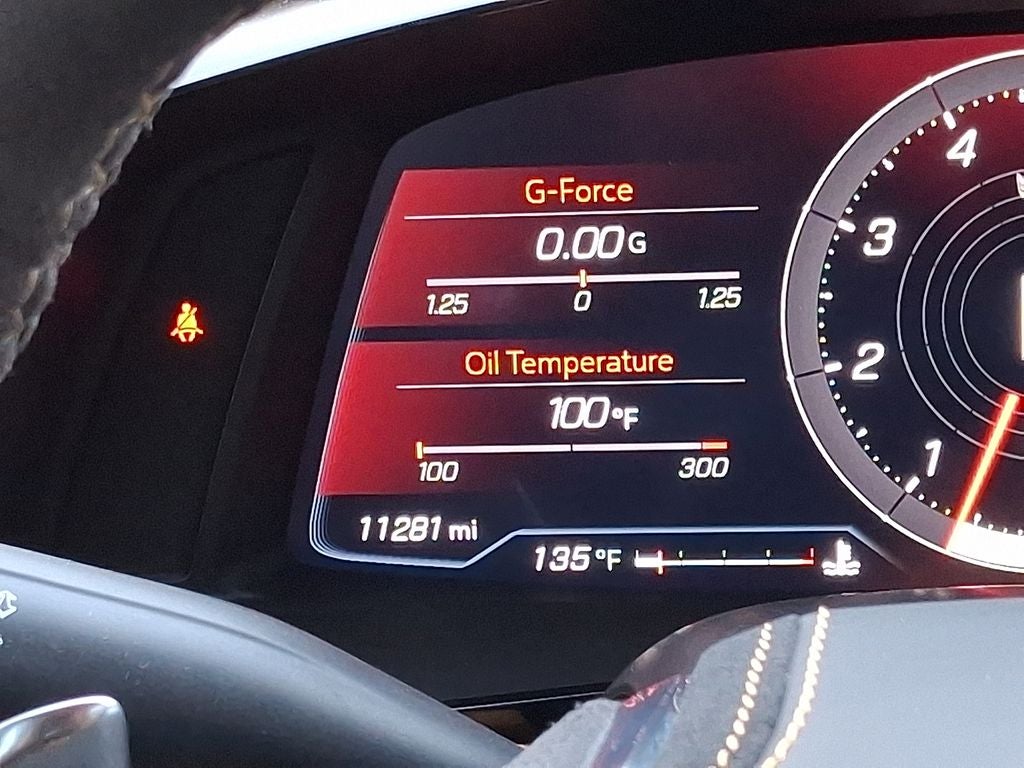 G-Force
0.00 G
1.25 0 1.25
Oil Temperature
100 °F
100 300
11281 mi
135 °F
4
3
2
1